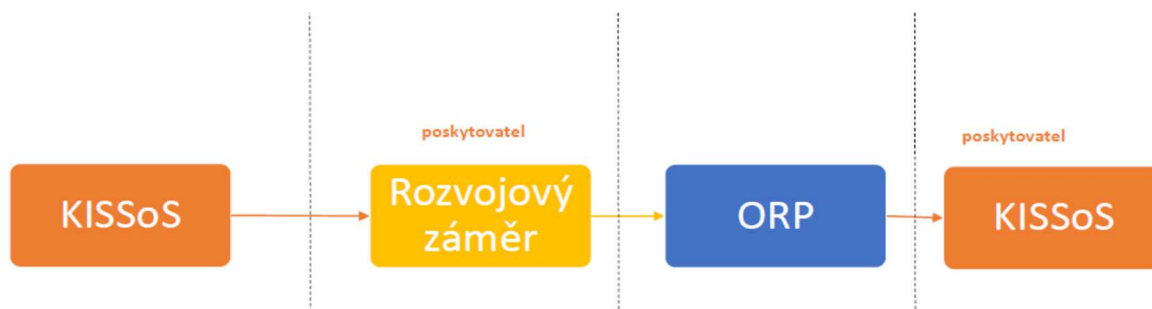 poskytovatel
poskytovatel
KISSoS
Rozvojový
záměr
ORP
KISSoS